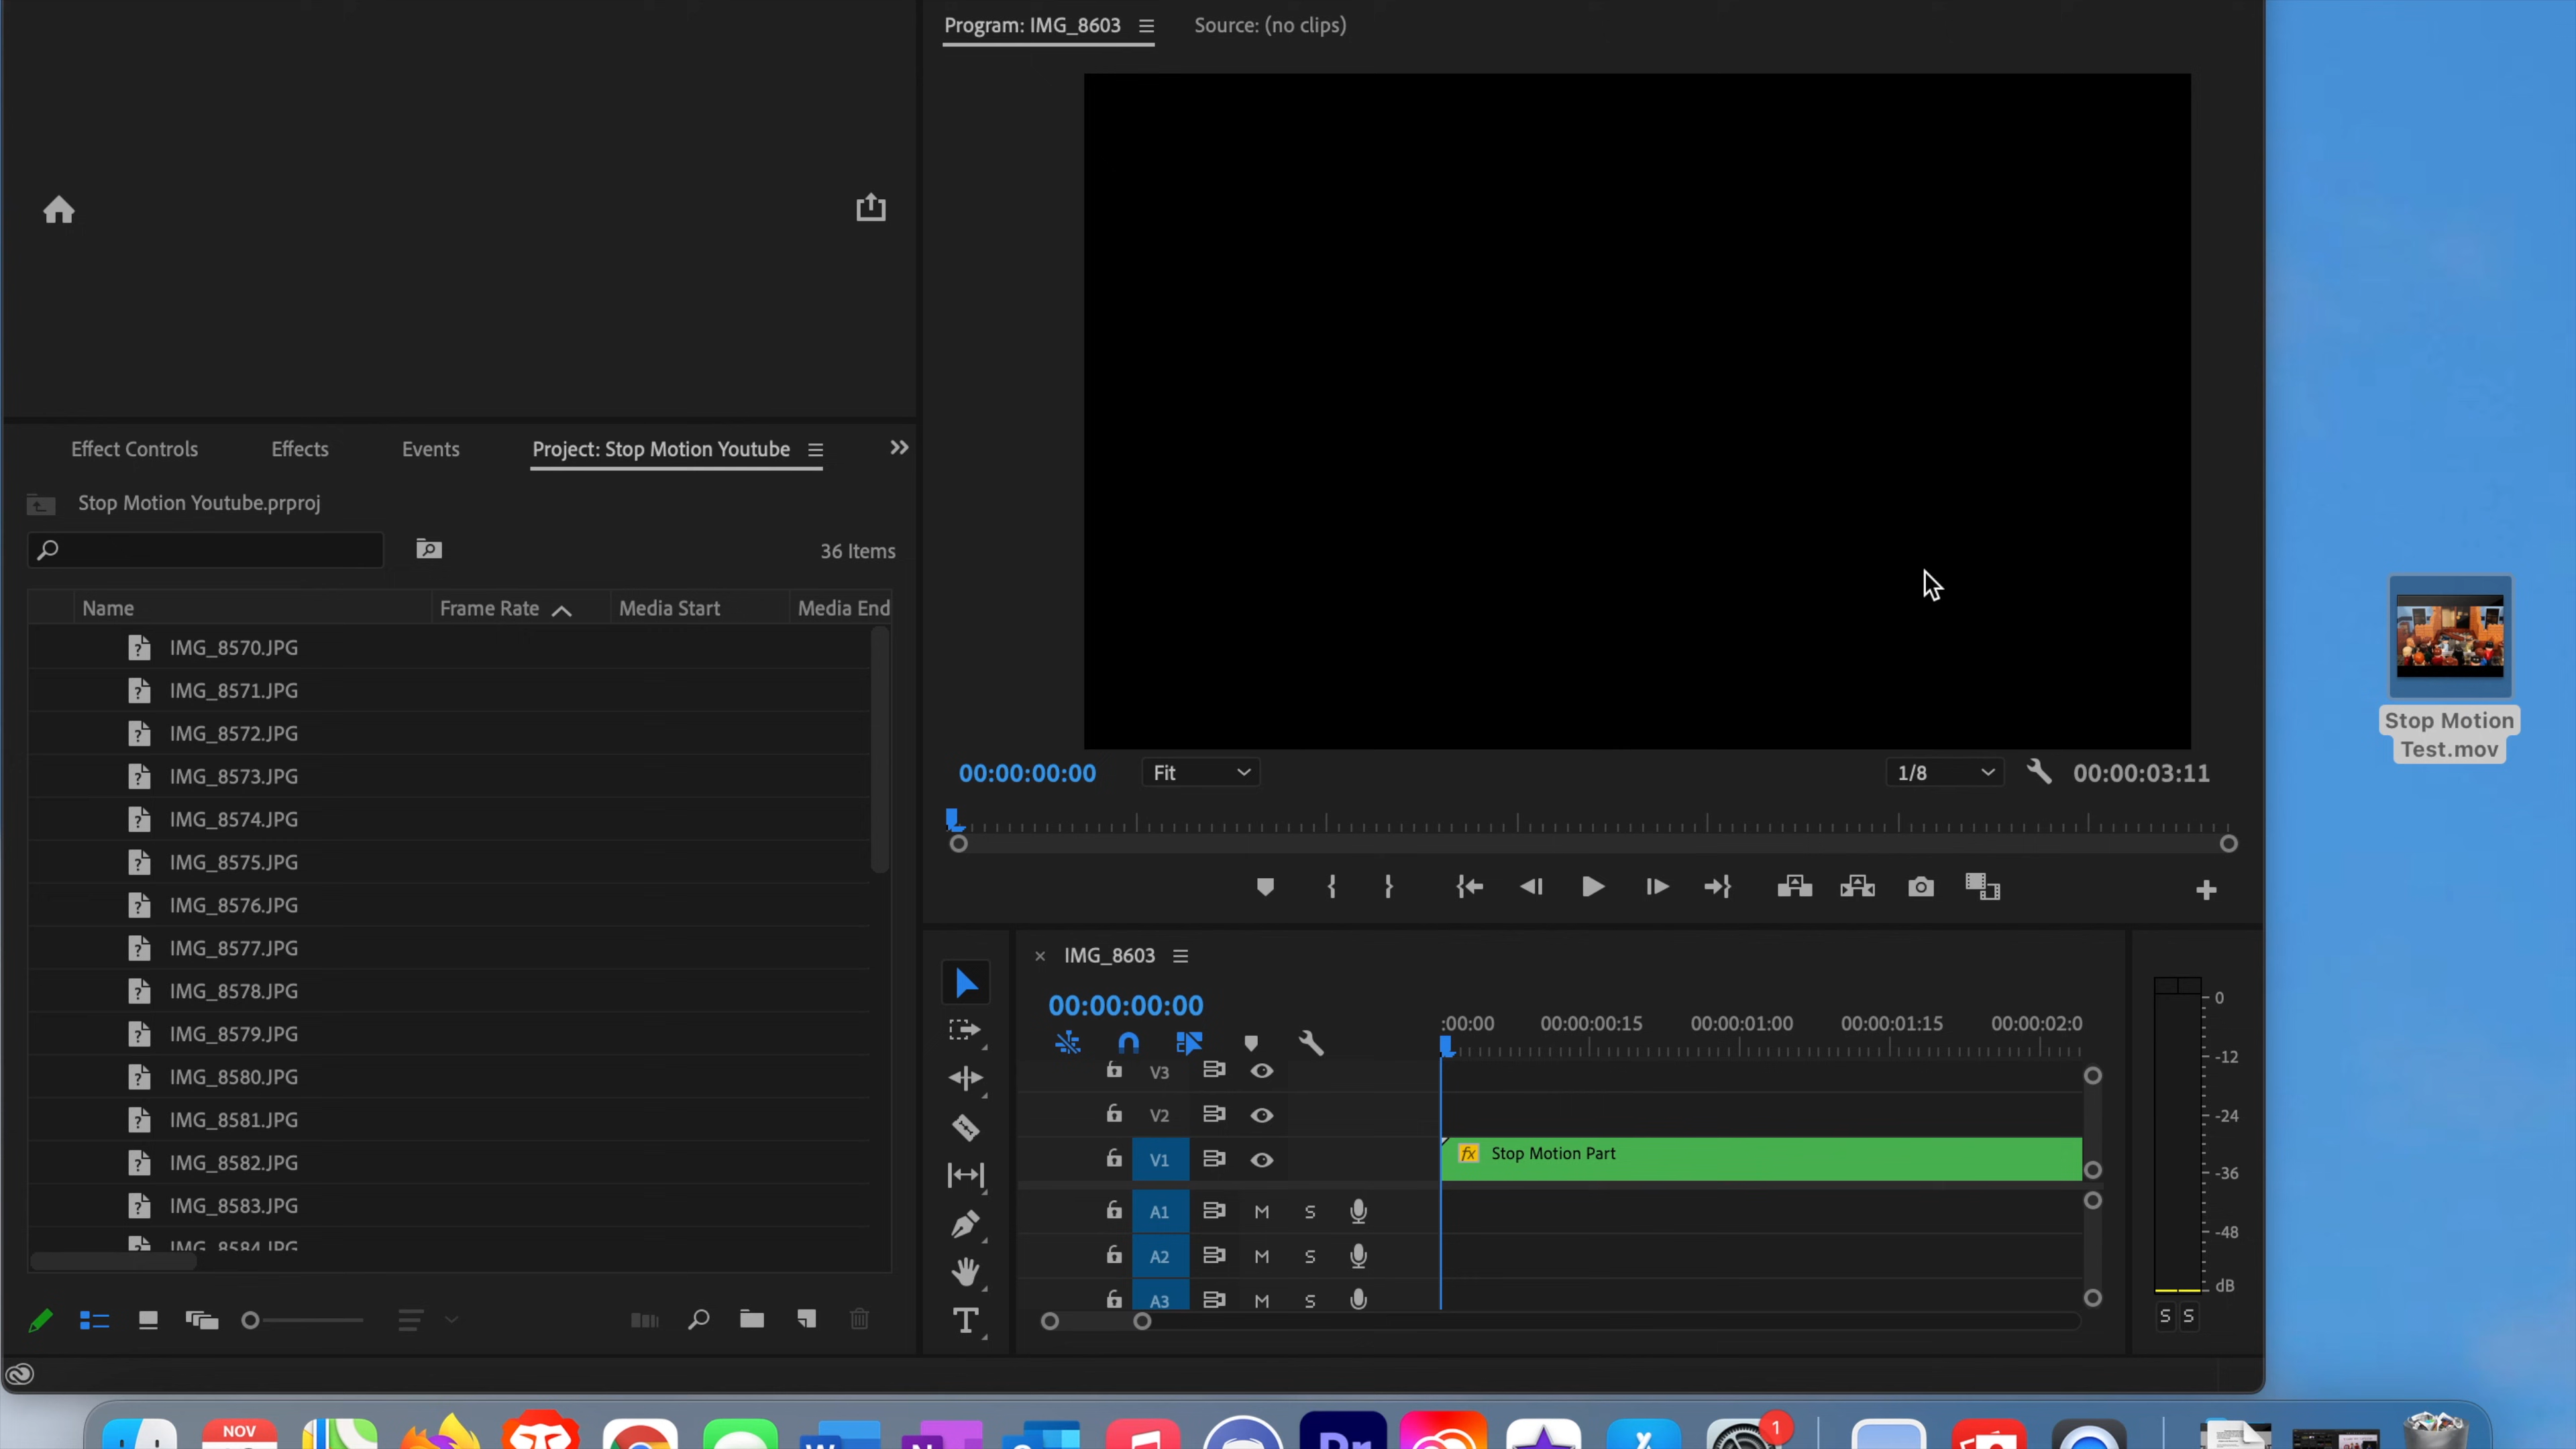 Program: IMG_8603
Source: (no clips)
Effect Controls
Effects
Events
Project: Stop Motion Youtube
Stop Motion Youtube.prproj
36 Items
Name
Frame Rate
Media Start
Media End
IMG_8570.JPG
IMG_8571.JPG
IMG_8572.JPG
IMG_8573.JPG
IMG_8574.JPG
IMG_8575.JPG
IMG_8576.JPG
IMG_8577.JPG
IMG_8578.JPG
IMG_8579.JPG
IMG_8580.JPG
IMG_8581.JPG
IMG_8582.JPG
IMG_8583.JPG
IMG_8584.JPG
00:00:00:00
Fit
1/8
00:00:03:11
IMG_8603
00:00:00:00
:00:00
00:00:00:15
00:00:01:00
00:00:01:15
00:00:02:0
V3
V2
V1
fx Stop Motion Part
A1 M S
A2 M S
A3 M S
T
0
-12
-24
-36
-48
dB
S S
Stop Motion
Test.mov
NOV
W
N
Pr
1